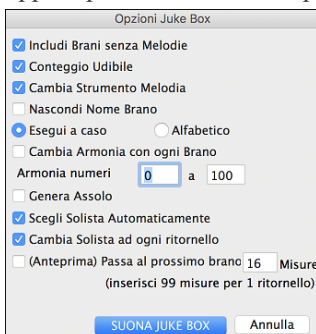 Opzioni Juke Box
Includi Brani senza Melodie
Conteggio Udibile
Cambia Strumento Melodia
Nascondi Nome Brano
Esegui a caso Alfabetico
Cambia Armonia con ogni Brano
Armonia numeri 0 a 100
Genera Assolo
Scegli Solista Automaticamente
Cambia Solista ad ogni ritornello
(Anteprima) Passa al prossimo brano 16 Misure
(inserisci 99 misure per 1 ritornello)
SUONA JUKE BOX Annulla